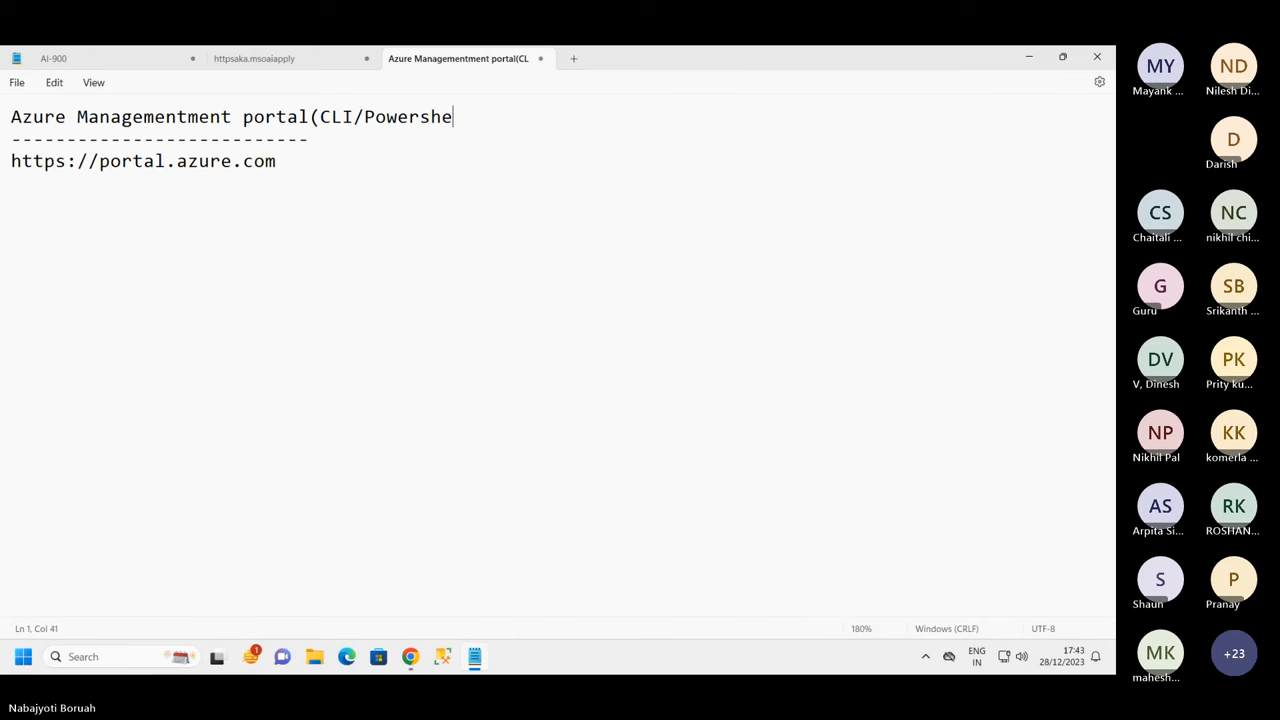 AI-900
httpsaka.msoaiapply
Azure Managementment portal(CL
File
Edit
View
Azure Managementment portal(CLI/Powershe
---------------------------
https://portal.azure.com
Ln 1, Col 41
180%
Windows (CRLF)
UTF-8
Search
1
ENG
IN
17:43
28/12/2023
MY
Mayank ...
ND
Nilesh Di...
D
Darish
CS
Chaitali ...
NC
nikhil chi...
G
Guru
SB
Srikanth ...
DV
V, Dinesh
PK
Prity ku...
NP
Nikhil Pal
KK
komerla ...
AS
Arpita Si...
RK
ROSHAN...
S
Shaun
P
Pranay
MK
mahesh...
+23
Nabajyoti Boruah